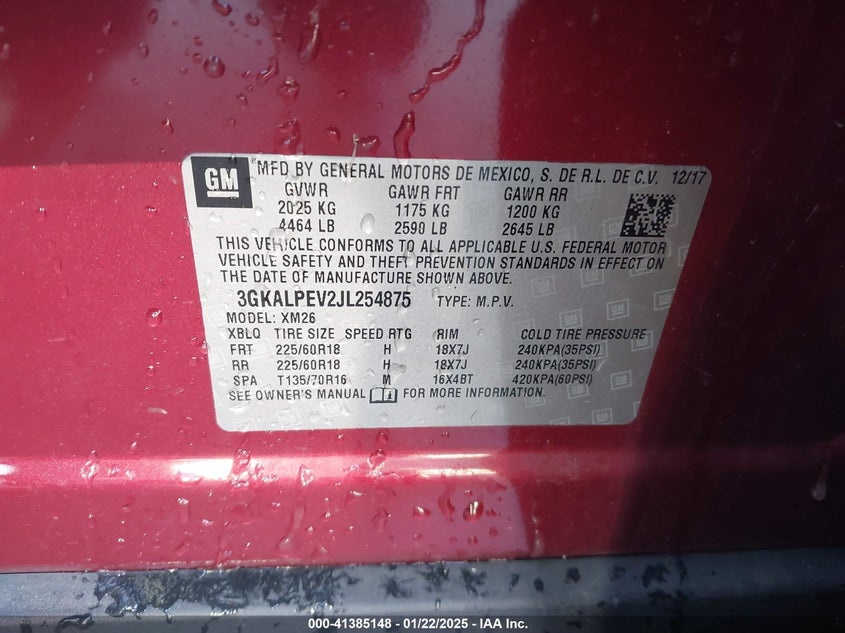 GM
MFD BY GENERAL MOTORS DE MEXICO, S. DE R.L. DE C.V. 12/17
GVWR GAWR FRT GAWR RR
2025 KG 1175 KG 1200 KG
4464 LB 2590 LB 2645 LB
THIS VEHICLE CONFORMS TO ALL APPLICABLE U.S. FEDERAL MOTOR
VEHICLE SAFETY AND THEFT PREVENTION STANDARDS IN EFFECT ON
THE DATE OF MANUFACTURE SHOWN ABOVE.
3GKALPEV2JL254875 TYPE: M.P.V.
MODEL: XM26
XBLQ TIRE SIZE SPEED RTG RIM COLD TIRE PRESSURE
FRT 225/60R18 H 18X7J 240KPA(35PSI)
RR 225/60R18 H 18X7J 240KPA(35PSI)
SPA T135/70R16 M 16X4BT 420KPA(60PSI)
SEE OWNER'S MANUAL FOR MORE INFORMATION.
000-41385148 - 01/22/2025 - IAA Inc.